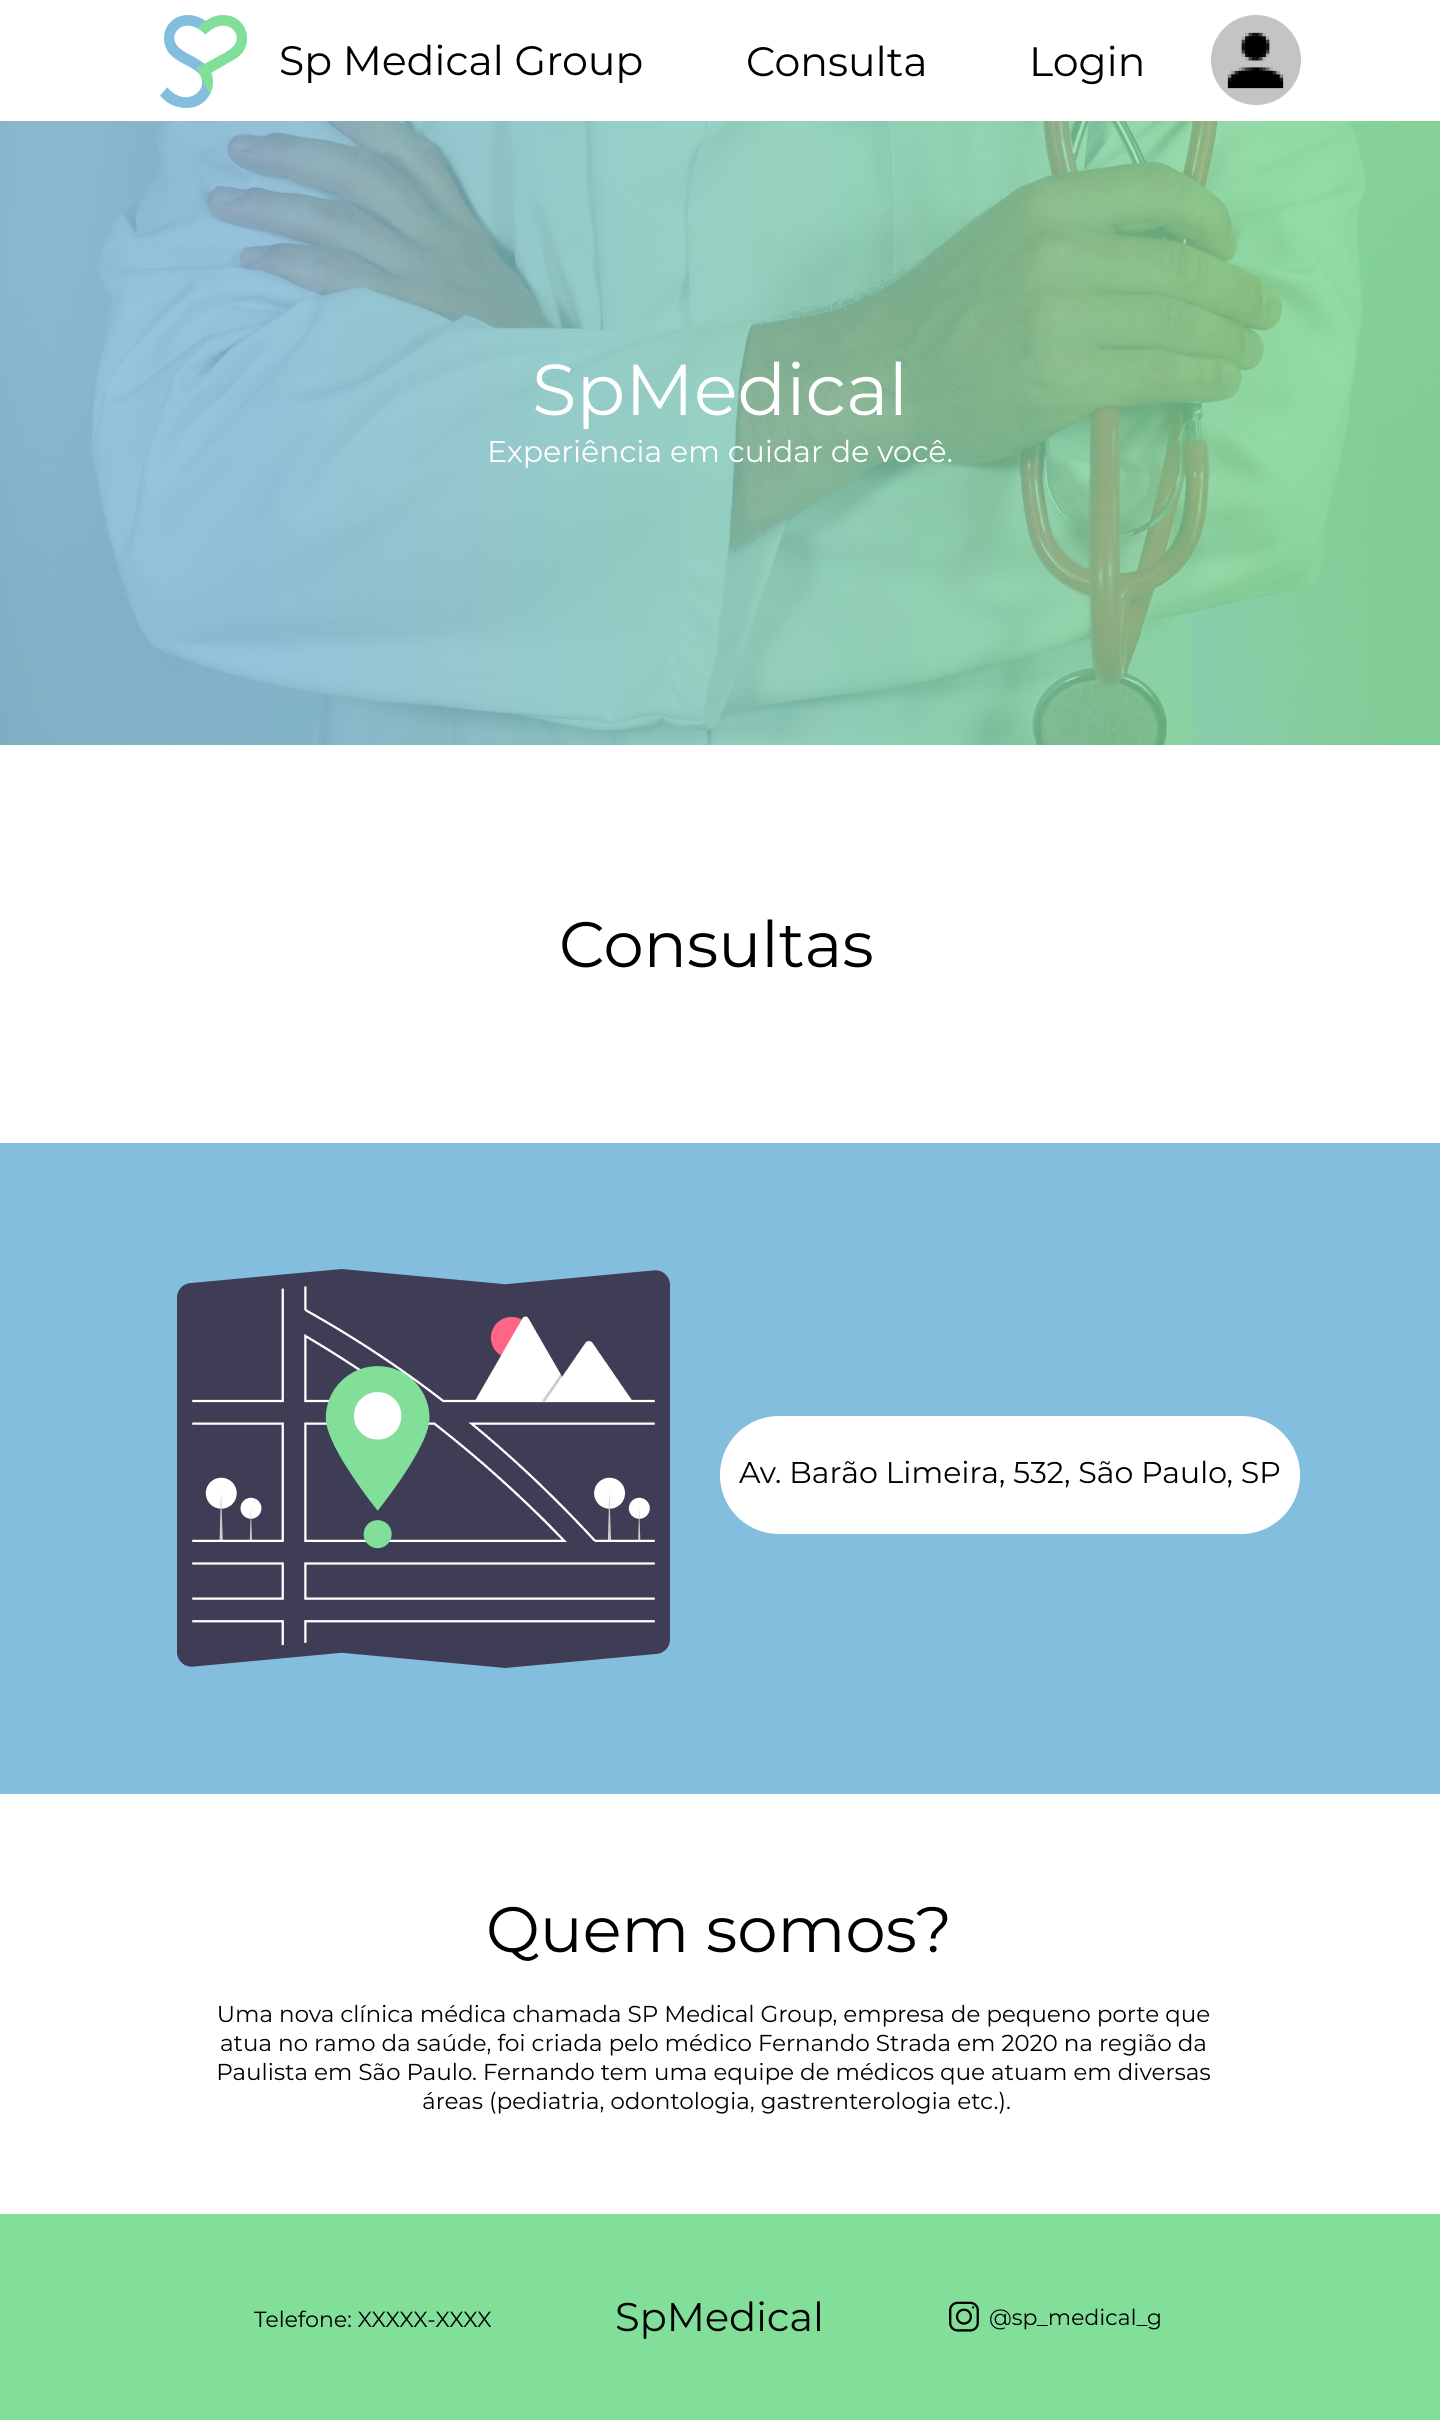 Sp Medical Group
Consulta
Login
SpMedical
Experiência em cuidar de você.
Consultas
Av. Barão Limeira, 532, São Paulo, SP
Quem somos?
Uma nova clínica médica chamada SP Medical Group, empresa de pequeno porte que
atua no ramo da saúde, foi criada pelo médico Fernando Strada em 2020 na região da
Paulista em São Paulo. Fernando tem uma equipe de médicos que atuam em diversas
áreas (pediatria, odontologia, gastrenterologia etc.).
Telefone: XXXXX-XXXX
SpMedical
@sp_medical_g